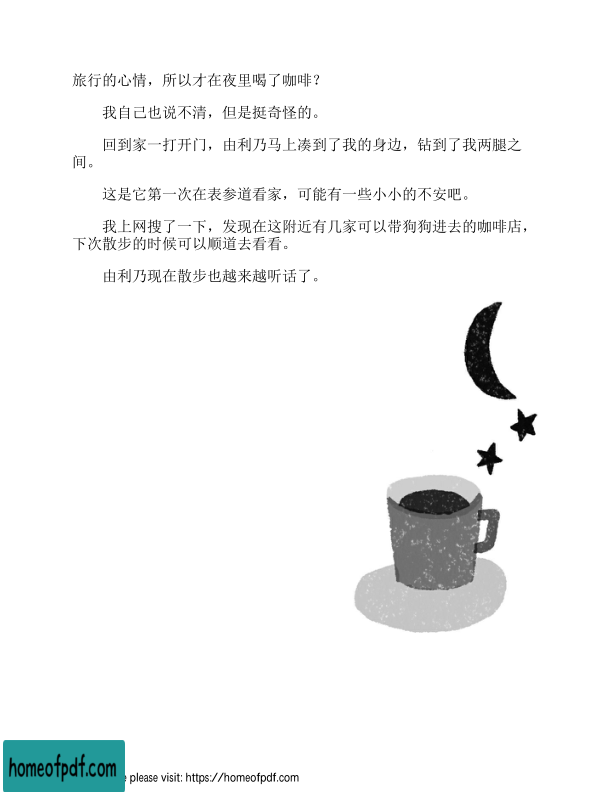 旅行的心情，所以才在夜里喝了咖啡？
我自己也说不清，但是挺奇怪的。
回到家一打开门，由利乃马上凑到了我的身边，钻到了我两腿之
间。
这是它第一次在表参道看家，可能有一些小小的不安吧。
我上网搜了一下，发现在这附近有几家可以带狗狗进去的咖啡店，
下次散步的时候可以顺道去看看。
由利乃现在散步也越来越听话了。
homeofpdf.com
e please visit: https://homeofpdf.com